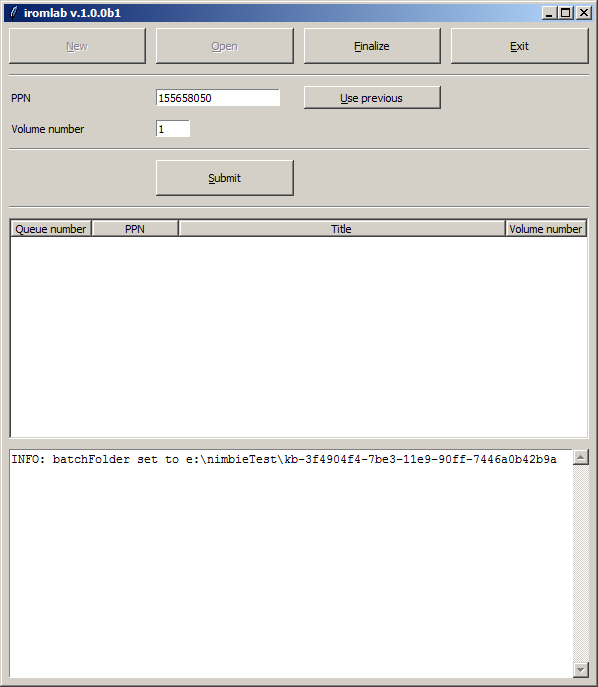 iromlab v.1.0.0b1
New Open Finalize Exit
PPN 155658050 Use previous
Volume number 1
Submit
Queue number PPN Title Volume number
INFO: batchFolder set to e:\nimbieTest\kb-3f4904f4-7be3-11e9-90ff-7446a0b42b9a